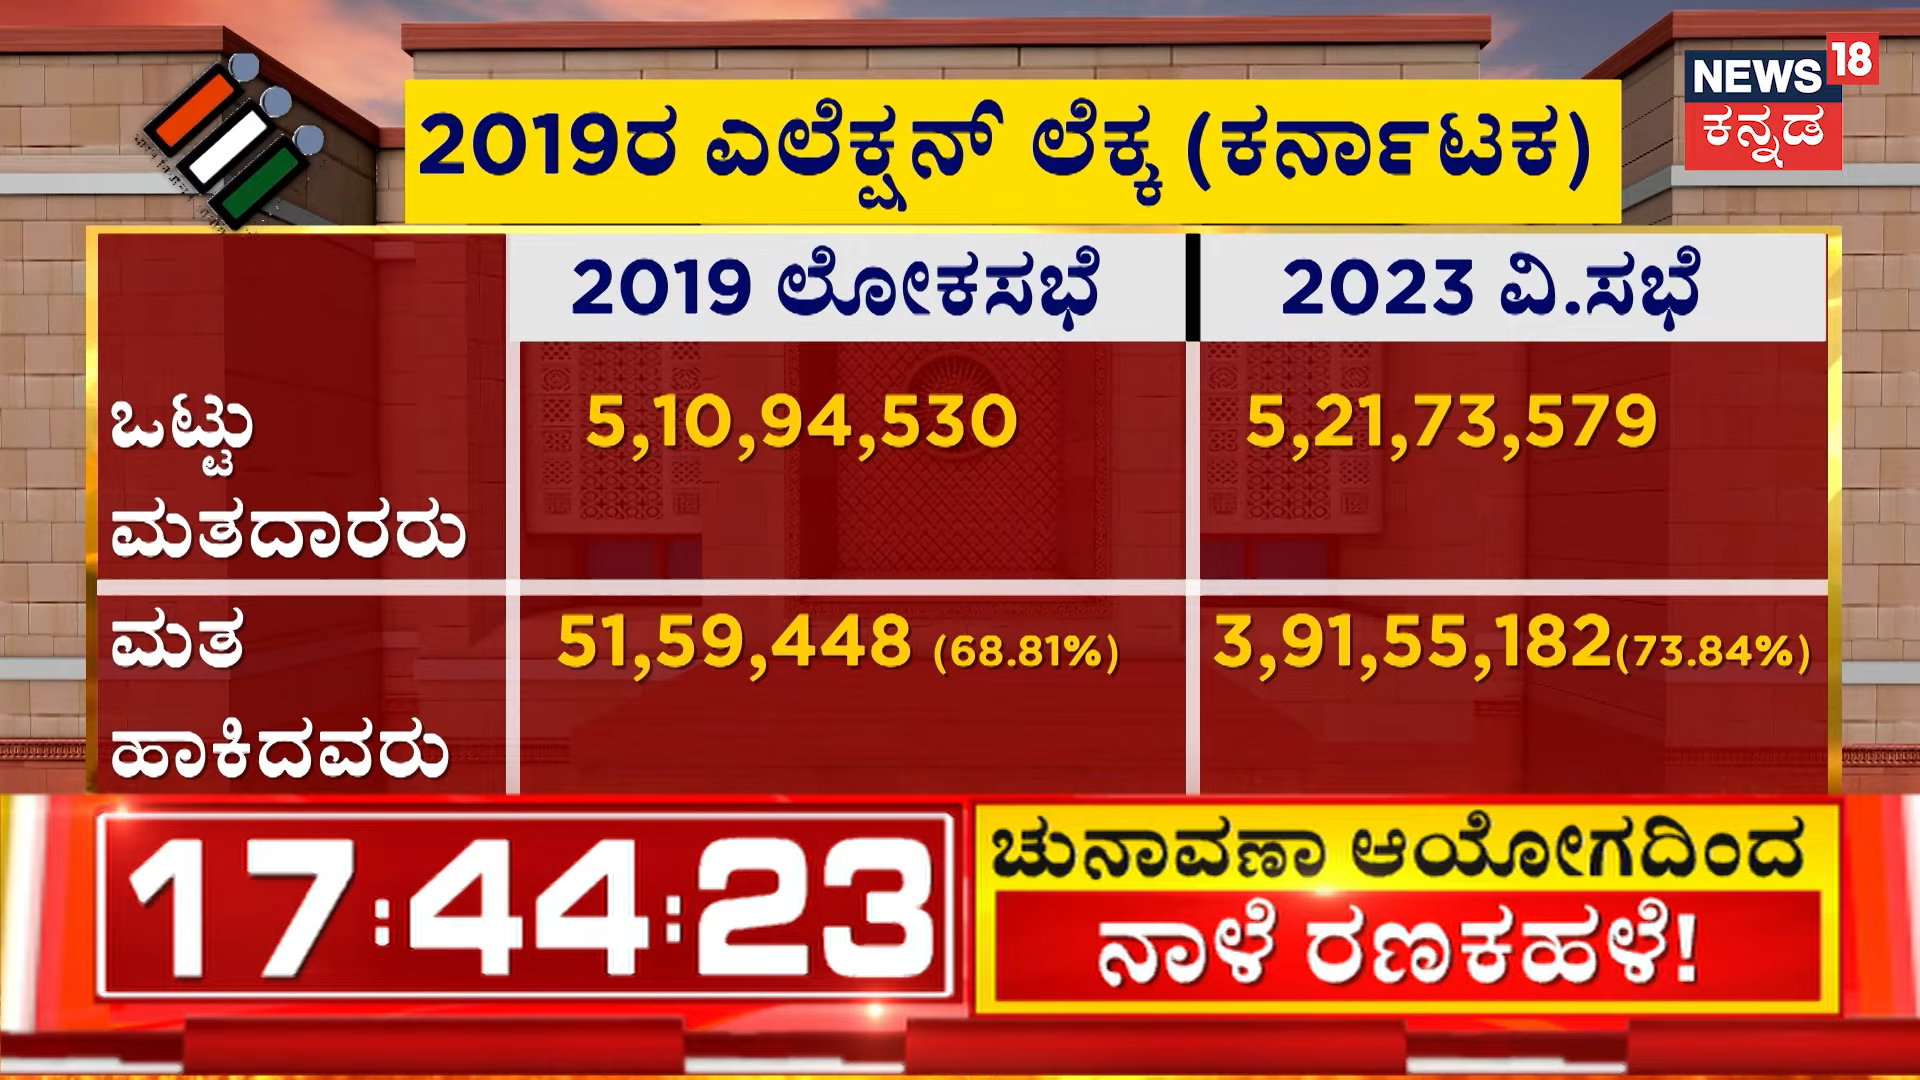 NEWS 18
ಕನ್ನಡ
2019ರ ಎಲೆಕ್ಷನ್ ಲೆಕ್ಕ (ಕರ್ನಾಟಕ)
2019 ಲೋಕಸಭೆ 2023 ವಿ.ಸಭೆ
ಒಟ್ಟು 5,10,94,530 5,21,73,579
ಮತದಾರರು
ಮತ 51,59,448 (68.81%) 3,91,55,182(73.84%)
ಹಾಕಿದವರು
17:44:23
ಚುನಾವಣಾ ಆಯೋಗದಿಂದ
ನಾಳೆ ರಣಕಹಳೆ!